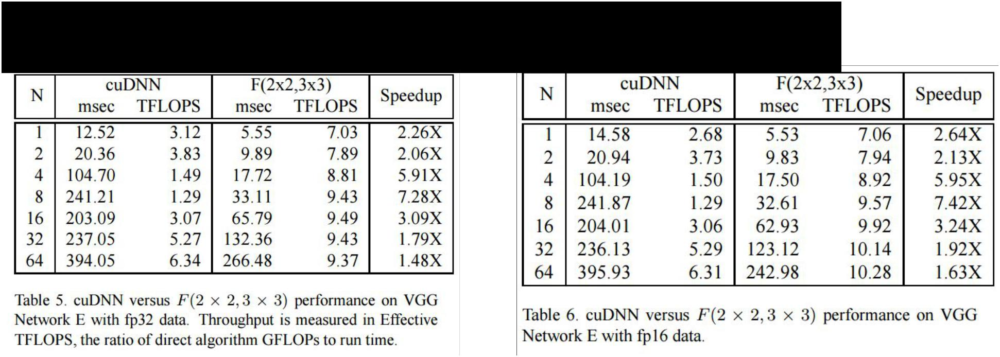 N cuDNN F(2x2,3x3) Speedup
msec TFLOPS msec TFLOPS
1 12.52 3.12 5.55 7.03 2.26X
2 20.36 3.83 9.89 7.89 2.06X
4 104.70 1.49 17.72 8.81 5.91X
8 241.21 1.29 33.11 9.43 7.28X
16 203.09 3.07 65.79 9.49 3.09X
32 237.05 5.27 132.36 9.43 1.79X
64 394.05 6.34 266.48 9.37 1.48X
Table 5. cuDNN versus F(2 × 2, 3 × 3) performance on VGG
Network E with fp32 data. Throughput is measured in Effective
TFLOPS, the ratio of direct algorithm GFLOPs to run time.
N cuDNN F(2x2,3x3) Speedup
msec TFLOPS msec TFLOPS
1 14.58 2.68 5.53 7.06 2.64X
2 20.94 3.73 9.83 7.94 2.13X
4 104.19 1.50 17.50 8.92 5.95X
8 241.87 1.29 32.61 9.57 7.42X
16 204.01 3.06 62.93 9.92 3.24X
32 236.13 5.29 123.12 10.14 1.92X
64 395.93 6.31 242.98 10.28 1.63X
Table 6. cuDNN versus F(2 × 2, 3 × 3) performance on VGG
Network E with fp16 data.